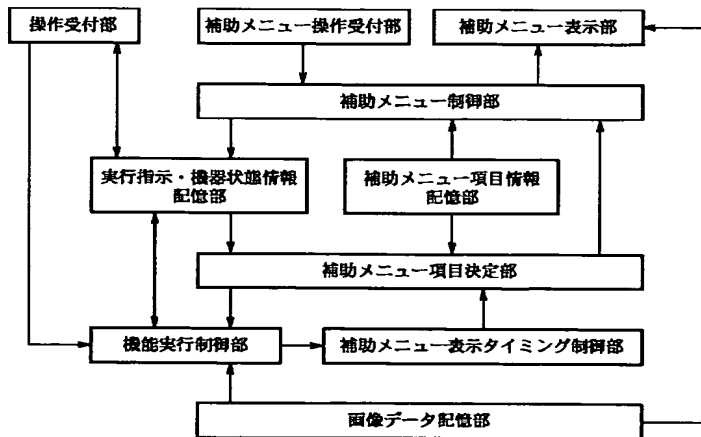 操作受付部
補助メニュー操作受付部
補助メニュー表示部
補助メニュー制御部
実行指示・機器状態情報
記憶部
補助メニュー項目情報
記憶部
補助メニュー項目決定部
機能実行制御部
補助メニュー表示タイミング制御部
画像データ記憶部